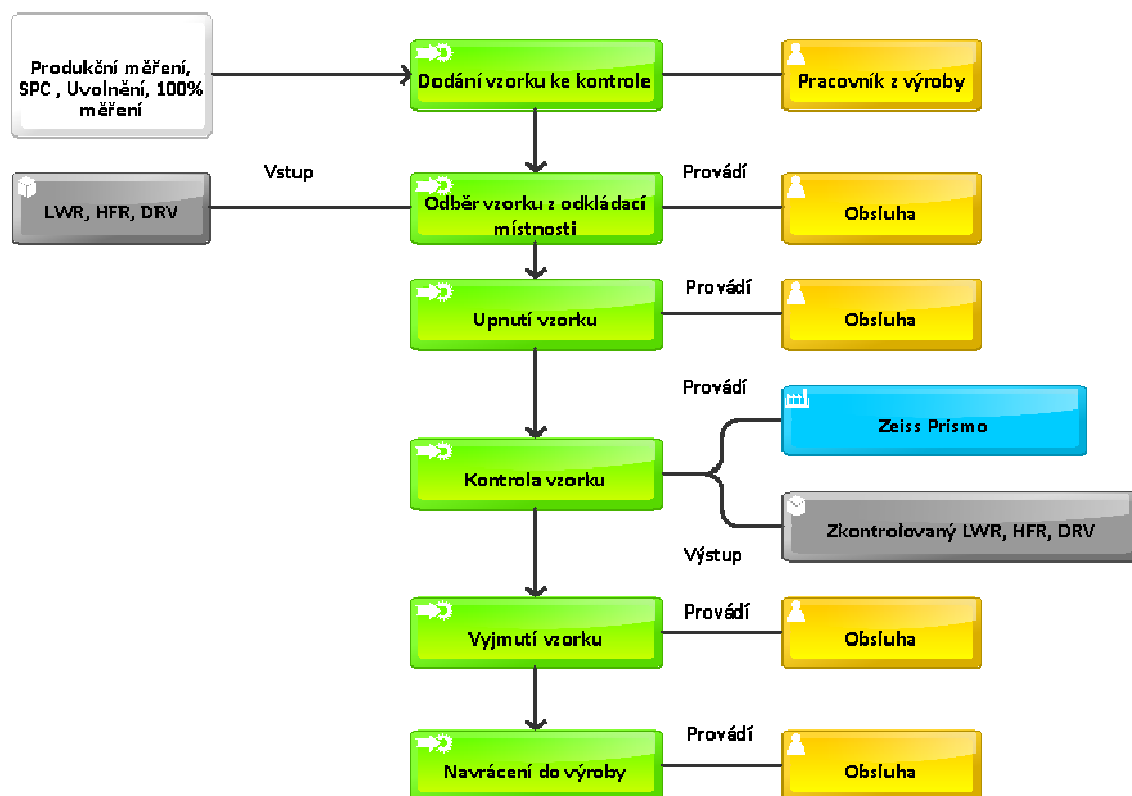 Produkční měření,
SPC , Uvolnění, 100%
měření
Dodání vzorku ke kontrole
Pracovník z výroby
Vstup
Provádí
LWR, HFR, DRV
Odběr vzorku z odkládací
místnosti
Obsluha
Provádí
Upnutí vzorku
Obsluha
Provádí
Zeiss Prismo
Kontrola vzorku
Zkontrolovaný LWR, HFR, DRV
Výstup
Provádí
Vyjmutí vzorku
Obsluha
Provádí
Navrácení do výroby
Obsluha